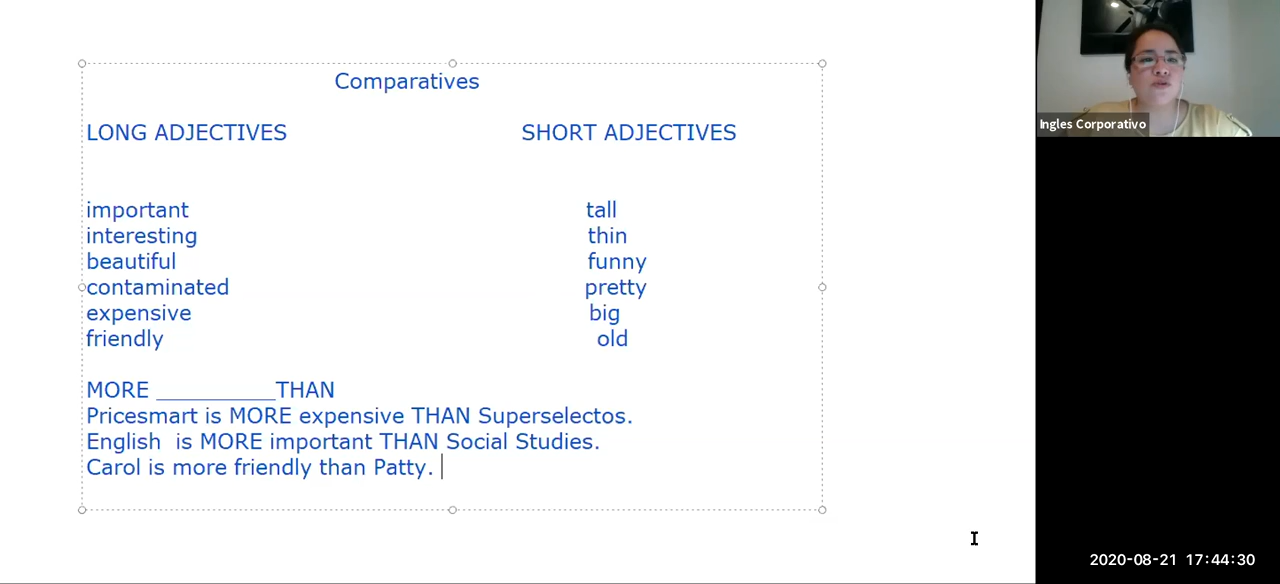 Comparatives
LONG ADJECTIVES SHORT ADJECTIVES
important tall
interesting thin
beautiful funny
contaminated pretty
expensive big
friendly old
MORE __________THAN
Pricesmart is MORE expensive THAN Superselectos.
English  is MORE important THAN Social Studies.
Carol is more friendly than Patty.
Ingles Corporativo
2020-08-21 17:44:30